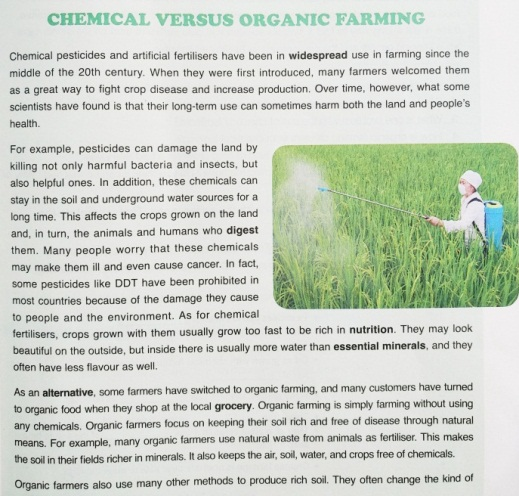 CHEMICAL VERSUS ORGANIC FARMING
Chemical pesticides and artificial fertilisers have been in widespread use in farming since the
middle of the 20th century. When they were first introduced, many farmers welcomed them
as a great way to fight crop disease and increase production. Over time, however, what some
scientists have found is that their long-term use can sometimes harm both the land and people's
health.
For example, pesticides can damage the land by
killing not only harmful bacteria and insects, but
also helpful ones. In addition, these chemicals can
stay in the soil and underground water sources for a
long time. This affects the crops grown on the land
and, in turn, the animals and humans who digest
them. Many people worry that these chemicals
may make them ill and even cause cancer. In fact,
some pesticides like DDT have been prohibited in
most countries because of the damage they cause
to people and the environment. As for chemical
fertilisers, crops grown with them usually grow too fast to be rich in nutrition. They may look
beautiful on the outside, but inside there is usually more water than essential minerals, and they
often have less flavour as well.
As an alternative, some farmers have switched to organic farming, and many customers have turned
to organic food when they shop at the local grocery. Organic farming is simply farming without using
any chemicals. Organic farmers focus on keeping their soil rich and free of disease through natural
means. For example, many organic farmers use natural waste from animals as fertiliser. This makes
the soil in their fields richer in minerals. It also keeps the air, soil, water, and crops free of chemicals.
Organic farmers also use many other methods to produce rich soil. They often change the kind of